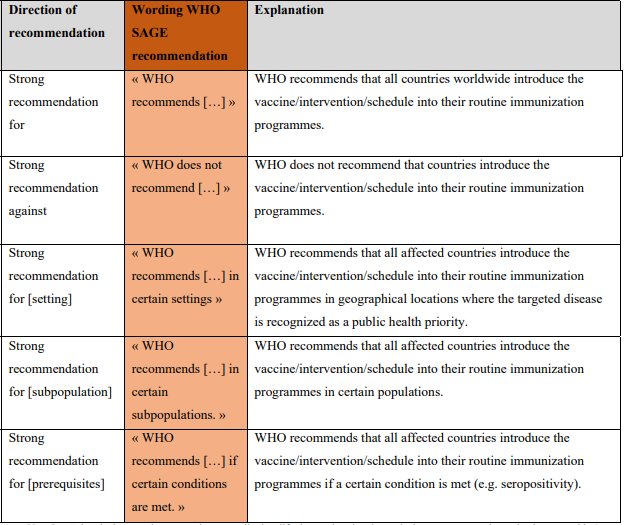 Direction of
recommendation
Wording WHO
SAGE
recommendation
Explanation
Strong
recommendation
for
« WHO
recommends […] »
WHO recommends that all countries worldwide introduce the
vaccine/intervention/schedule into their routine immunization
programmes.
Strong
recommendation
against
« WHO does not
recommend […] »
WHO does not recommend that countries introduce the
vaccine/intervention/schedule into their routine immunization
programmes.
Strong
recommendation
for [setting]
« WHO
recommends […] in
certain settings »
WHO recommends that all affected countries introduce the
vaccine/intervention/schedule into their routine immunization
programmes in geographical locations where the targeted disease
is recognized as a public health priority.
Strong
recommendation
for [subpopulation]
« WHO
recommends […] in
certain
subpopulations. »
WHO recommends that all affected countries introduce the
vaccine/intervention/schedule into their routine immunization
programmes in certain populations.
Strong
recommendation
for [prerequisites]
« WHO
recommends […] if
certain conditions
are met. »
WHO recommends that all affected countries introduce the
vaccine/intervention/schedule into their routine immunization
programmes if a certain condition is met (e.g. seropositivity).